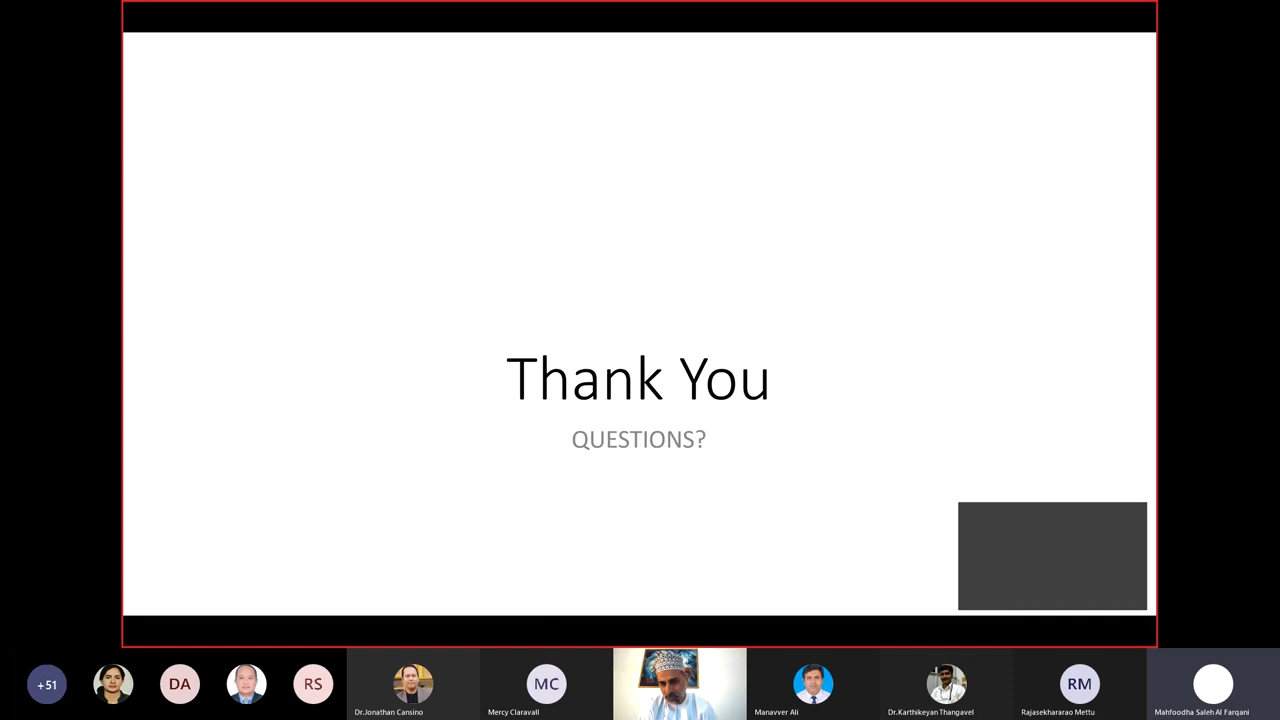 Thank You
QUESTIONS?
+51
DA
RS
Dr.Jonathan Cansino
MC
Mercy Claravall
Manavver Ali
Dr.Karthikeyan Thangavel
RM
Rajasekhararao Mettu
Mahfoodha Saleh Al Farqani